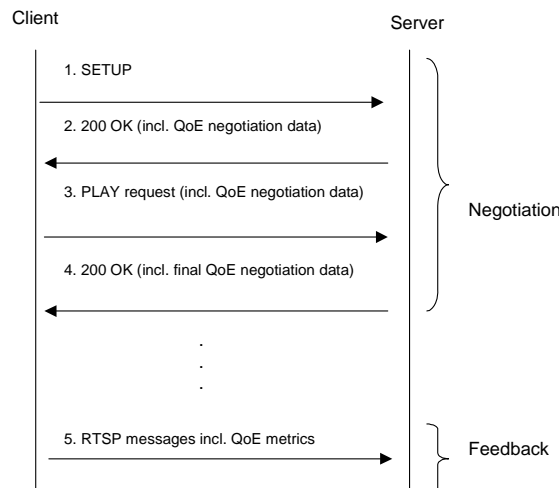 Client
Server
1. SETUP
2. 200 OK (incl. QoE negotiation data)
3. PLAY request (incl. QoE negotiation data)
Negotiation
4. 200 OK (incl. final QoE negotiation data)
.
.
.
5. RTSP messages incl. QoE metrics
Feedback